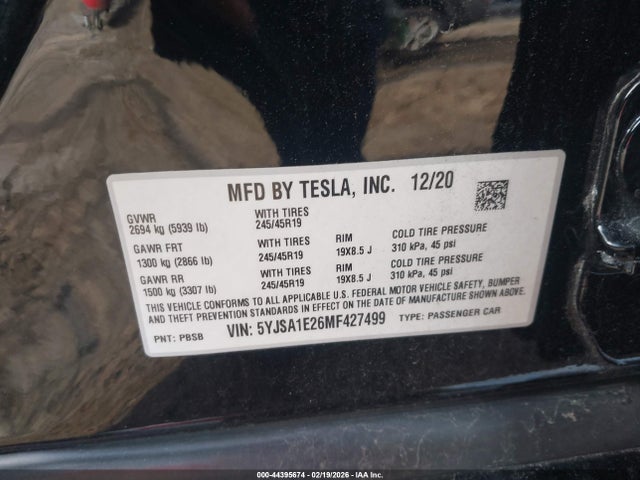 MFD BY TESLA, INC. 12/20
GVWR
2694 kg (5939 lb)
WITH TIRES
245/45R19
GAWR FRT
1300 kg (2866 lb)
WITH TIRES
245/45R19
RIM
19X8.5 J
COLD TIRE PRESSURE
310 kPa, 45 psi
GAWR RR
1500 kg (3307 lb)
WITH TIRES
245/45R19
RIM
19X8.5 J
COLD TIRE PRESSURE
310 kPa, 45 psi
THIS VEHICLE CONFORMS TO ALL APPLICABLE U.S. FEDERAL MOTOR VEHICLE SAFETY, BUMPER
AND THEFT PREVENTION STANDARDS IN EFFECT ON THE DATE OF MANUFACTURE SHOWN ABOVE.
PNT: PBSB VIN: 5YJSA1E26MF427499 TYPE: PASSENGER CAR
000-44395674 - 02/19/2026 - IAA Inc.